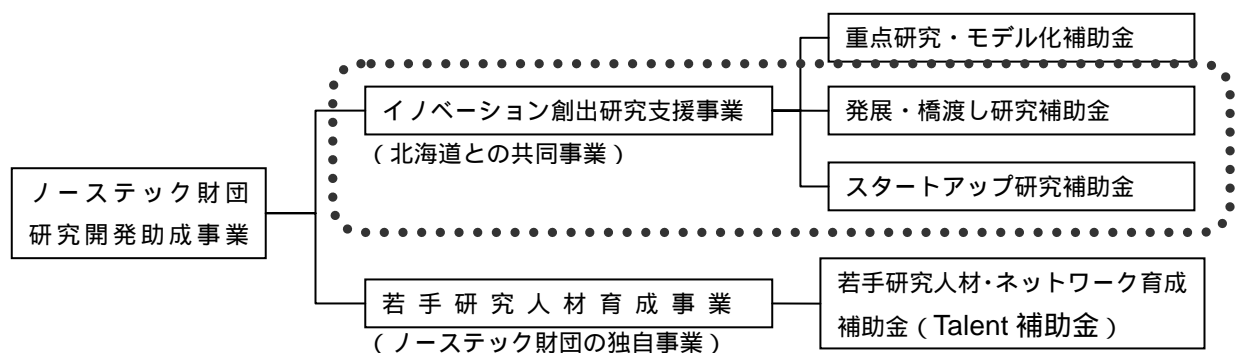 重点研究・モデル化補助金
イノベーション創出研究支援事業
発展・橋渡し研究補助金
(北海道との共同事業)
スタートアップ研究補助金
ノーステック財団
研究開発助成事業
若手研究人材育成事業
(ノーステック財団の独自事業)
若手研究人材・ネットワーク育成
補助金(Talent 補助金)